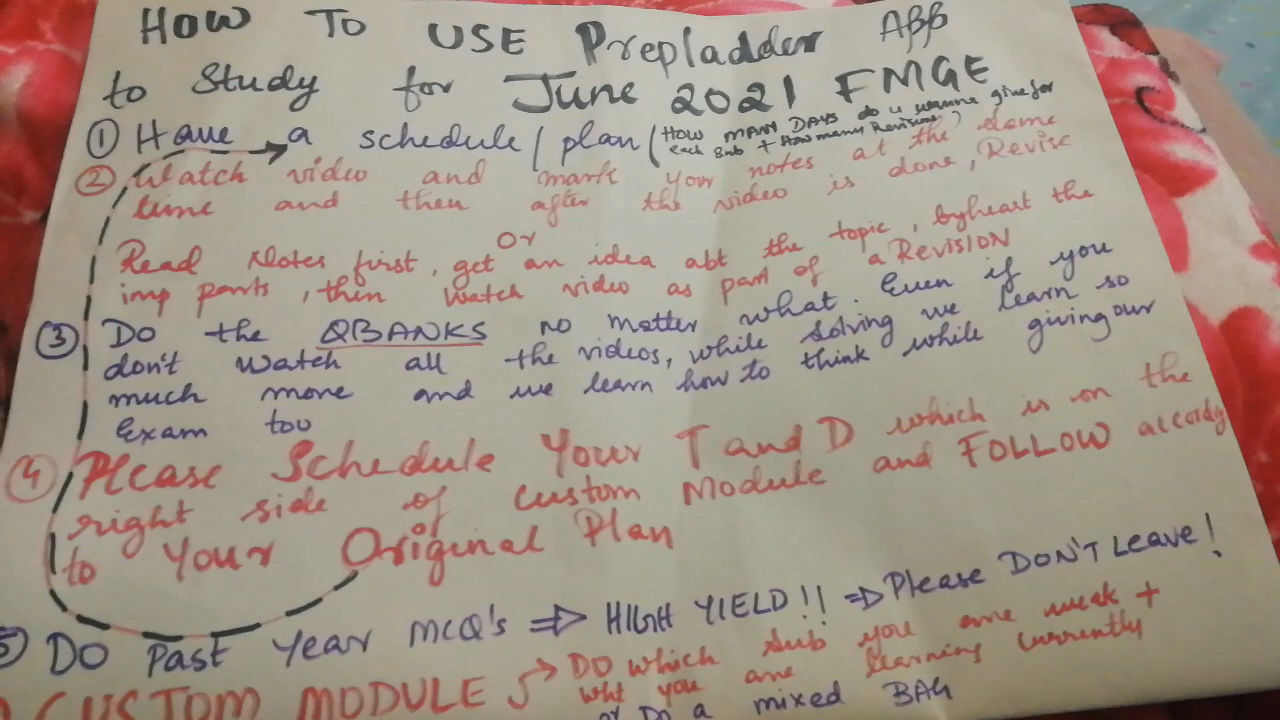 HOW TO USE Prepladder App
to Study for June 2021 FMGE
① Have a schedule / plan (HOW MANY DAYS do u wanna give for
each Sub + How many Revisions)
② Watch video and mark your notes at the same
time and then after the video is done, Revise
Or
Read Notes first, get an idea abt the topic, byheart the
imp parts, then watch video as part of a REVISION
③ Do the QBANKS no matter what. Even if you
don't watch all the videos, while solving we learn so
much more and we learn how to think while giving our
Exam too
④ Please Schedule Your T and D which is on the
right side of custom Module and FOLLOW accordy
to Your Original Plan
5) DO Past Year MCQ's ⇒ HIGH YIELD!! ⇒ Please DON'T Leave!
) CUSTOM MODULE → DO which sub you are weak +
wht you are learning currently
or Do a mixed BAG